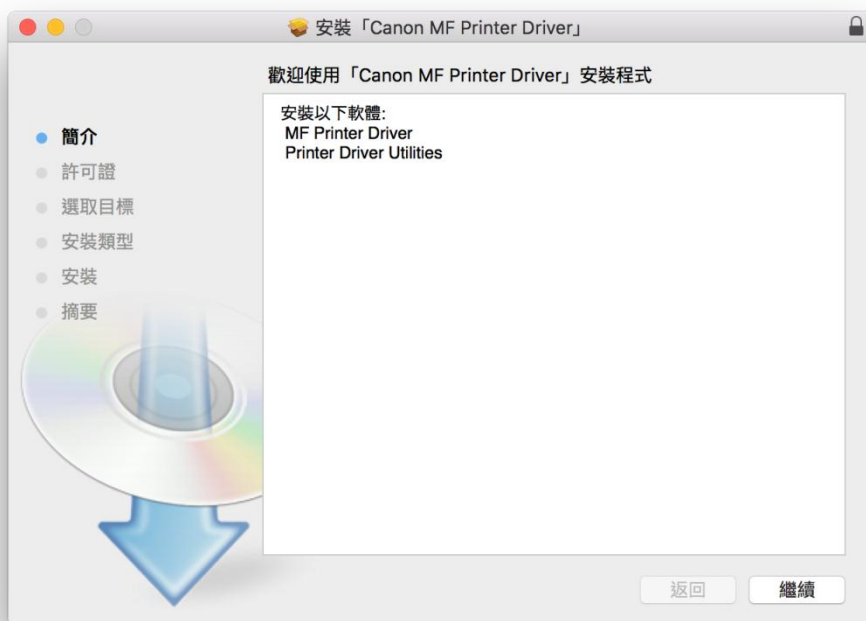 安裝「Canon MF Printer Driver」
歡迎使用「Canon MF Printer Driver」安裝程式
簡介
許可證
選取目標
安裝類型
安裝
摘要
安裝以下軟體:
MF Printer Driver
Printer Driver Utilities
返回
繼續